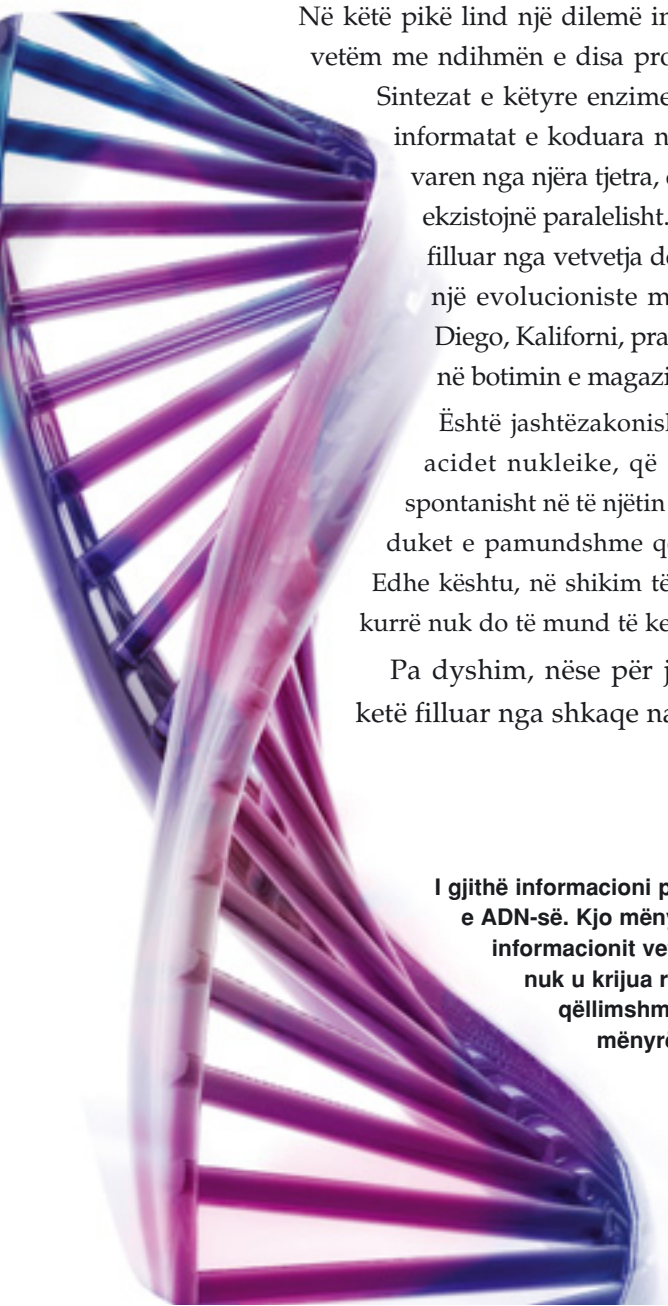 Në këtë pikë lind një dilemë in
vetëm me ndihmën e disa pro
Sintezat e këtyre enzime
informatat e koduara n
varen nga njëra tjetra,
ekzistojnë paralelisht.
filluar nga vetvetja d
një evolucioniste m
Diego, Kaliforni, pra
në botimin e magazi
Është jashtëzakonish
acidet nukleike, që
spontanisht në të njëtin
duket e pamundshme q
Edhe kështu, në shikim të
kurrë nuk do të mund të ke
Pa dyshim, nëse për j
ketë filluar nga shkaqe na
I gjithë informacioni p
e ADN-së. Kjo mëny
informacionit ve
nuk u krijua r
qëllimshm
mënyrë